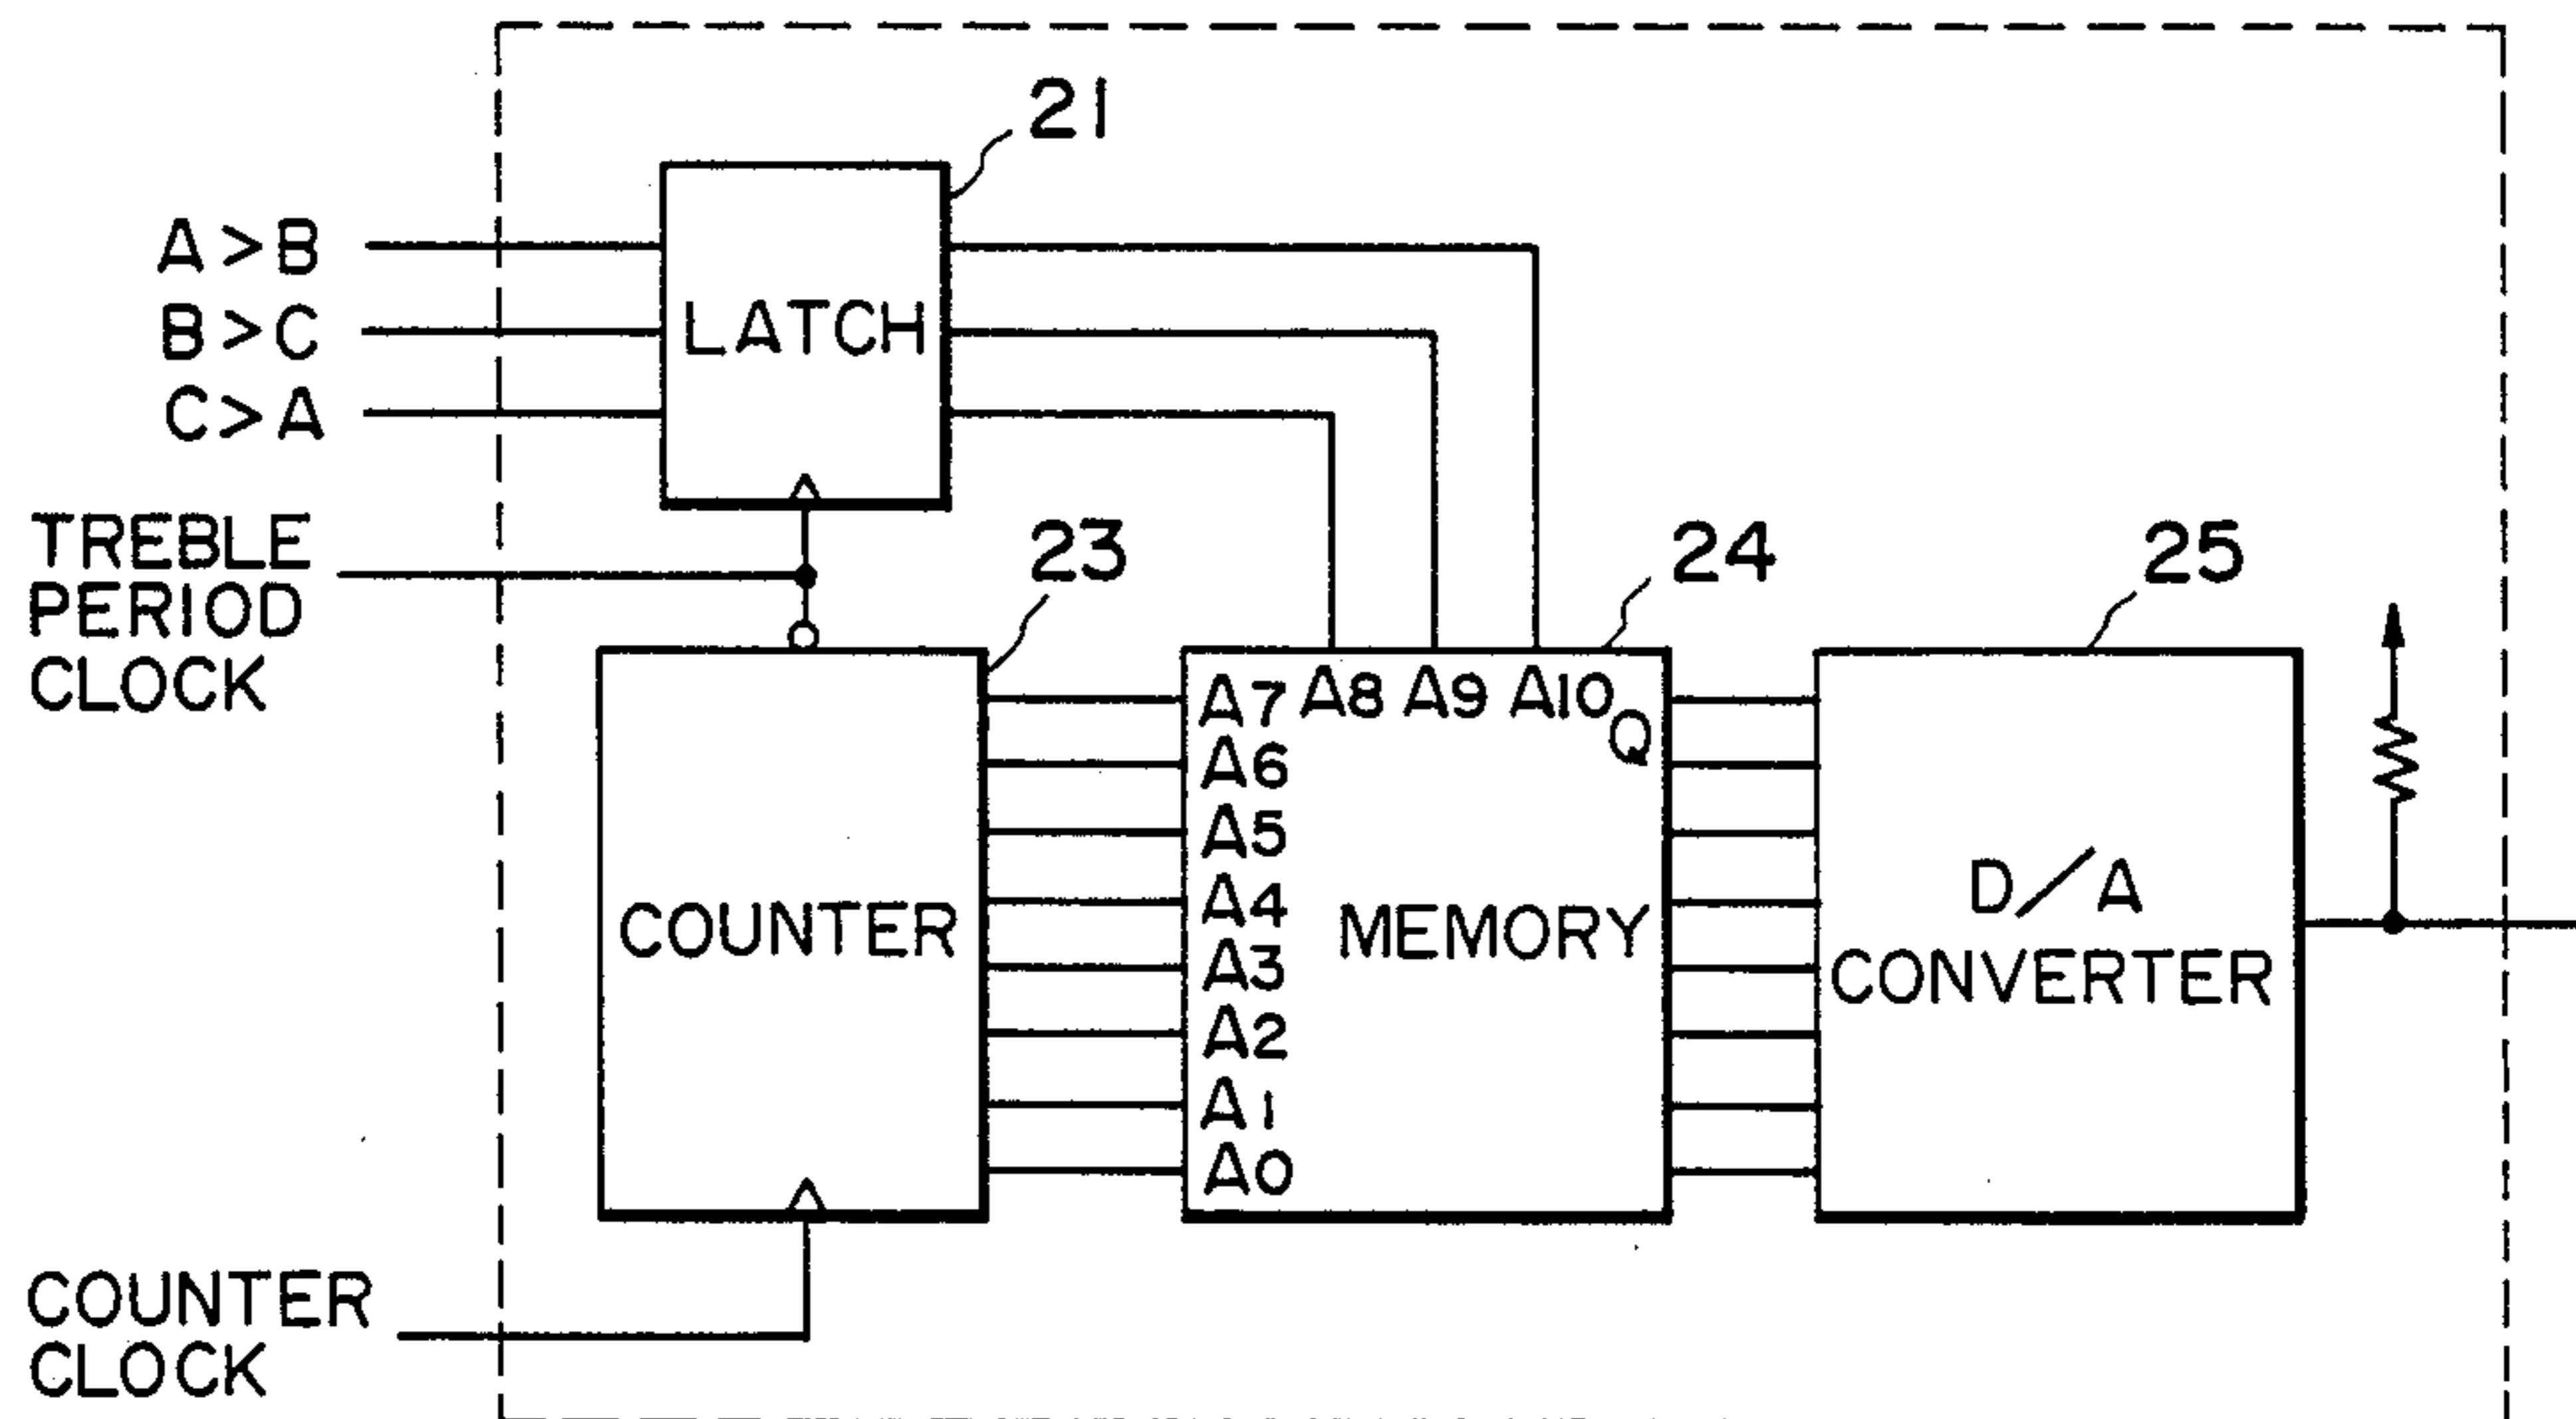 21
A>B
B>C
C>A
LATCH
TREBLE
PERIOD
CLOCK
23
24
25
A7 A8 A9 A10 Q
A6
A5
A4
A3
A2
A1
A0
COUNTER
MEMORY
D/A
CONVERTER
COUNTER
CLOCK